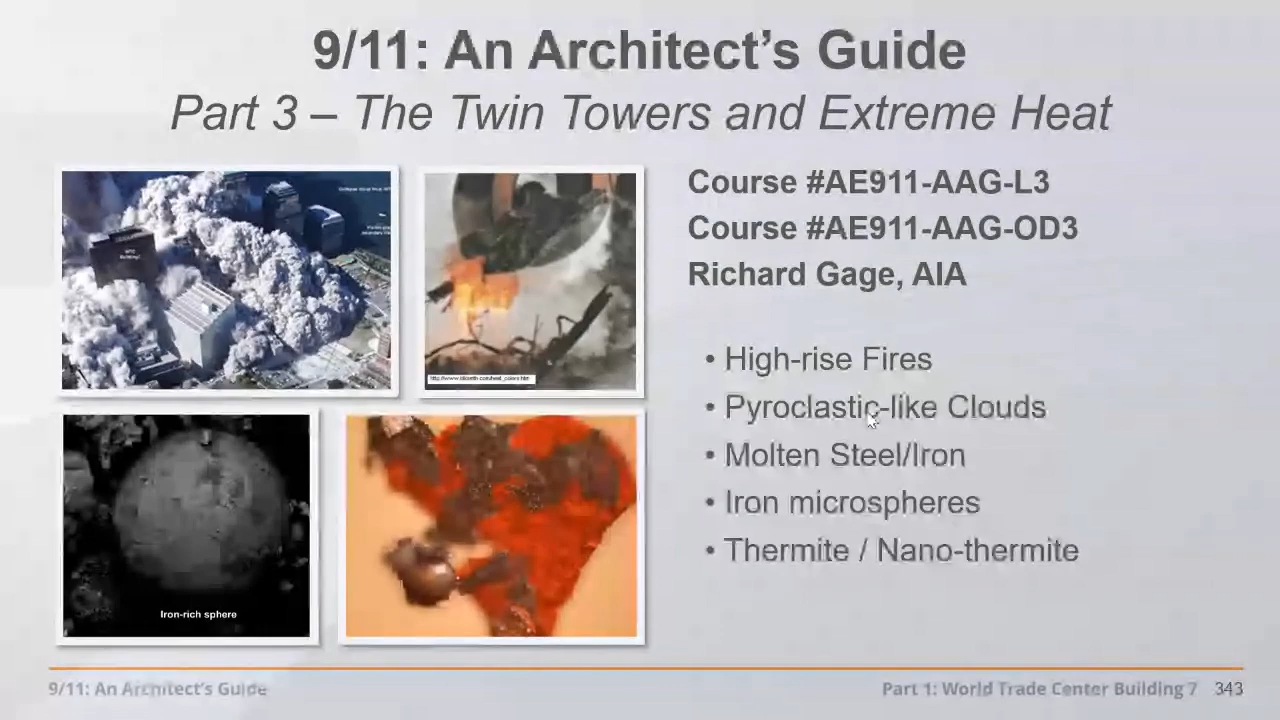 9/11: An Architect's Guide
Part 3 – The Twin Towers and Extreme Heat
Course #AE911-AAG-L3
Course #AE911-AAG-OD3
Richard Gage, AIA
• High-rise Fires
• Pyroclastic-like Clouds
• Molten Steel/Iron
• Iron microspheres
• Thermite / Nano-thermite
Iron-rich sphere
9/11: An Architect's Guide
Part 1: World Trade Center Building 7 343